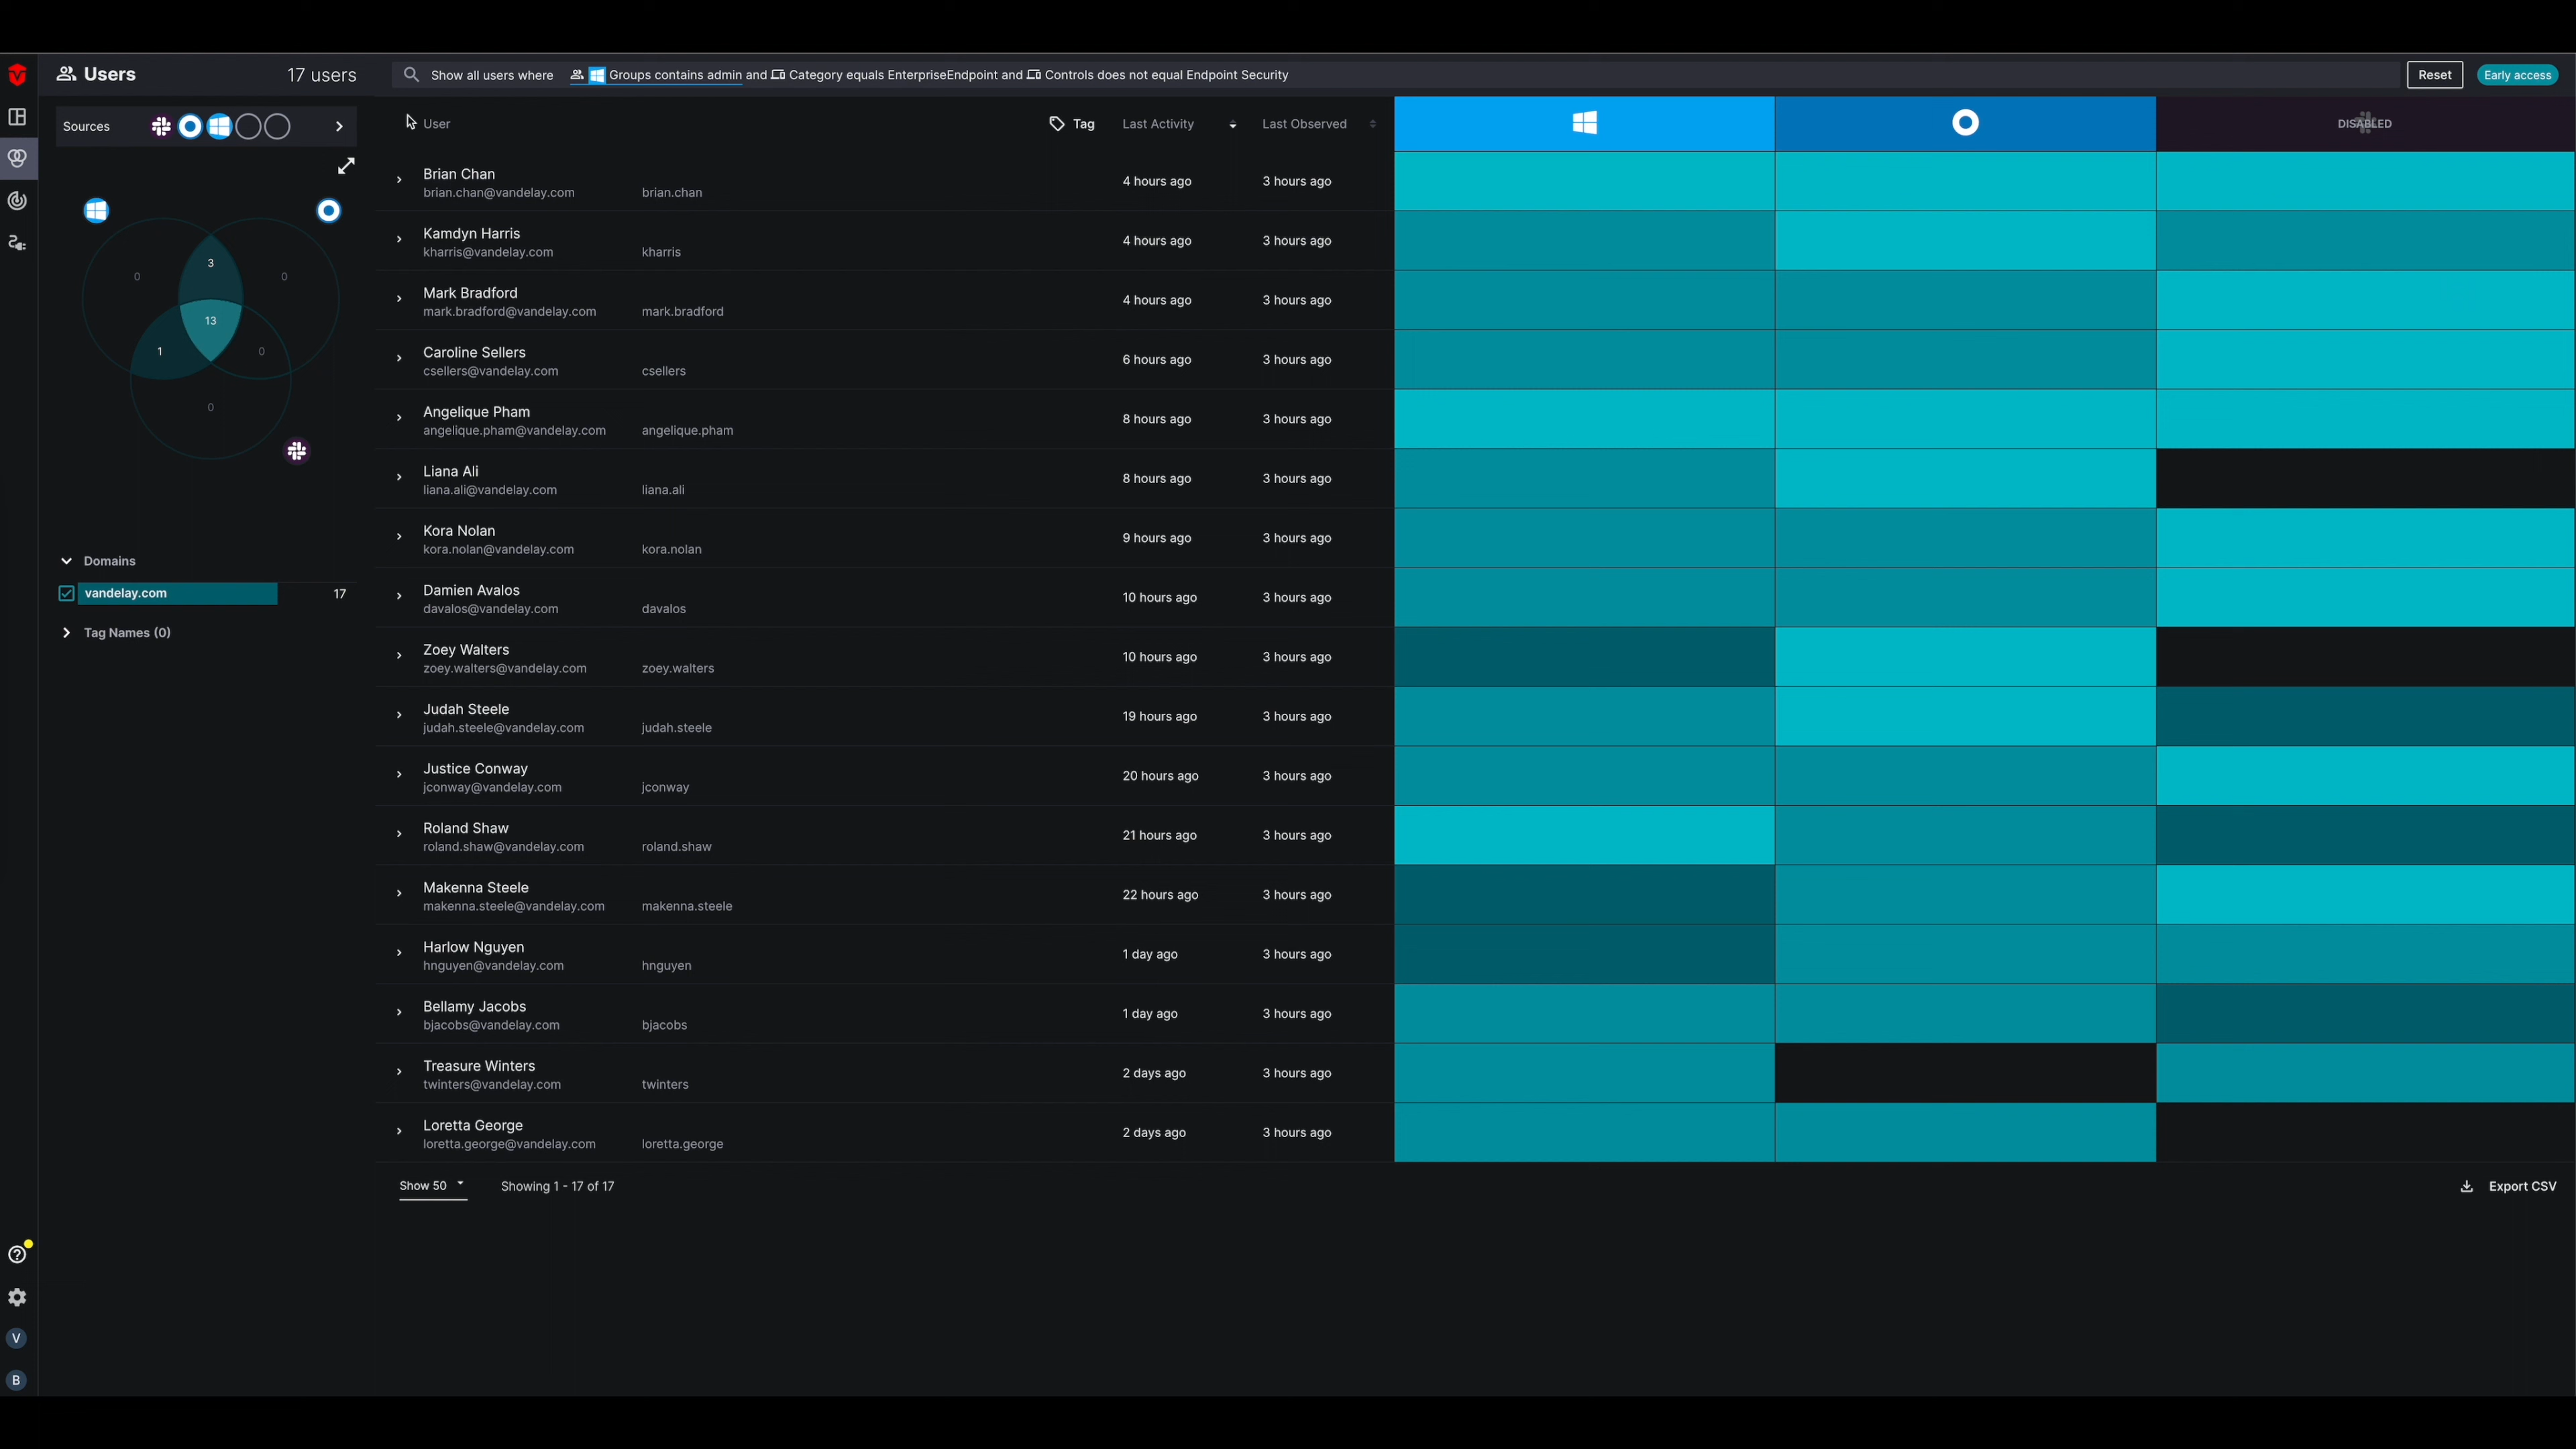 Users
17 users
Show all users where Groups contains admin and Category equals EnterpriseEndpoint and Controls does not equal Endpoint Security
Reset
Early access
Sources
0
3
0
13
1
0
0
Domains
vandelay.com 17
Tag Names (0)
User Tag Last Activity Last Observed DISABLED
Brian Chan
brian.chan@vandelay.com brian.chan 4 hours ago 3 hours ago
Kamdyn Harris
kharris@vandelay.com kharris 4 hours ago 3 hours ago
Mark Bradford
mark.bradford@vandelay.com mark.bradford 4 hours ago 3 hours ago
Caroline Sellers
csellers@vandelay.com csellers 6 hours ago 3 hours ago
Angelique Pham
angelique.pham@vandelay.com angelique.pham 8 hours ago 3 hours ago
Liana Ali
liana.ali@vandelay.com liana.ali 8 hours ago 3 hours ago
Kora Nolan
kora.nolan@vandelay.com kora.nolan 9 hours ago 3 hours ago
Damien Avalos
davalos@vandelay.com davalos 10 hours ago 3 hours ago
Zoey Walters
zoey.walters@vandelay.com zoey.walters 10 hours ago 3 hours ago
Judah Steele
judah.steele@vandelay.com judah.steele 19 hours ago 3 hours ago
Justice Conway
jconway@vandelay.com jconway 20 hours ago 3 hours ago
Roland Shaw
roland.shaw@vandelay.com roland.shaw 21 hours ago 3 hours ago
Makenna Steele
makenna.steele@vandelay.com makenna.steele 22 hours ago 3 hours ago
Harlow Nguyen
hnguyen@vandelay.com hnguyen 1 day ago 3 hours ago
Bellamy Jacobs
bjacobs@vandelay.com bjacobs 1 day ago 3 hours ago
Treasure Winters
twinters@vandelay.com twinters 2 days ago 3 hours ago
Loretta George
loretta.george@vandelay.com loretta.george 2 days ago 3 hours ago
Show 50 Showing 1 - 17 of 17 Export CSV
V
B